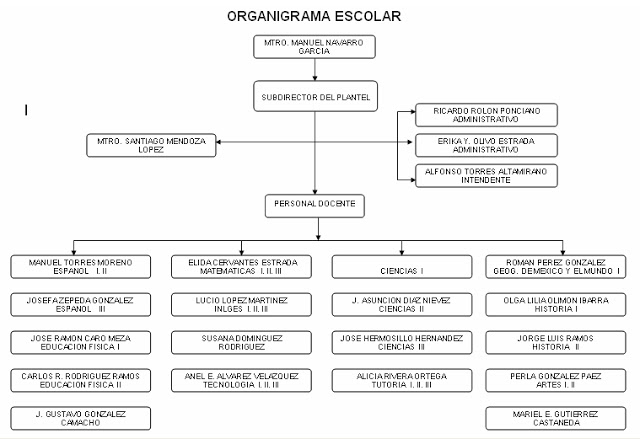 ORGANIGRAMA ESCOLAR
MTRO. MANUEL NAVARRO
GARCIA
SUBDIRECTOR DEL PLANTEL
RICARDO ROLON PONCIANO
ADMINISTRATIVO
MTRO. SANTIAGO MENDOZA
LOPEZ
ERIKA Y. OLIVO ESTRADA
ADMINISTRATIVO
ALFONSO TORRES ALTAMIRANO
INTENDENTE
PERSONAL DOCENTE
MANUEL TORRES MORENO
ESPANOL I. II
ELIDA CERVANTES ESTRADA
MATEMATICAS I. II. III
CIENCIAS I
ROMAN PEREZ GONZALEZ
GEOG. DE MEXICO Y EL MUNDO I
JOSEFA ZEPEDA GONZALEZ
ESPANOL III
LUCIO LOPEZ MARTINEZ
INLGES I. II. III
J. ASUNCION DIAZ NIEVEZ
CIENCIAS II
OLGA LILIA OLIMON IBARRA
HISTORIA I
JOSE RAMON CARO MEZA
EDUCACION FISICA I
SUSANA DOMINGUEZ
RODRIGUEZ
JOSE HERMOSILLO HERNANDEZ
CIENCIAS III
JORGE LUIS RAMOS
HISTORIA II
CARLOS R. RODRIGUEZ RAMOS
EDUCACION FISICA II
ANEL E. ALVAREZ VELAZQUEZ
TECNOLOGIA I. II. III
ALICIA RIVERA ORTEGA
TUTORIA I. II. III
PERLA GONZALEZ PAEZ
ARTES I. II
J. GUSTAVO GONZALEZ
CAMACHO
MARIEL E. GUTIERREZ
CASTANEDA